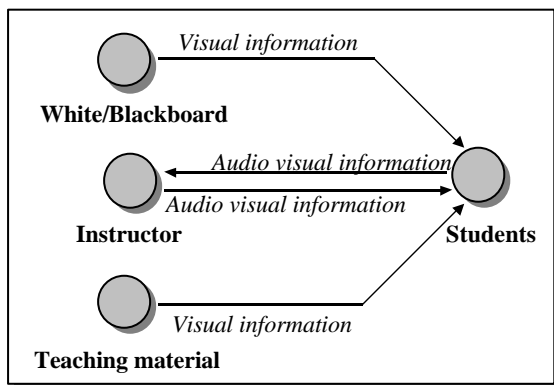 Visual information
White/Blackboard
Audio visual information
Audio visual information
Instructor
Students
Visual information
Teaching material